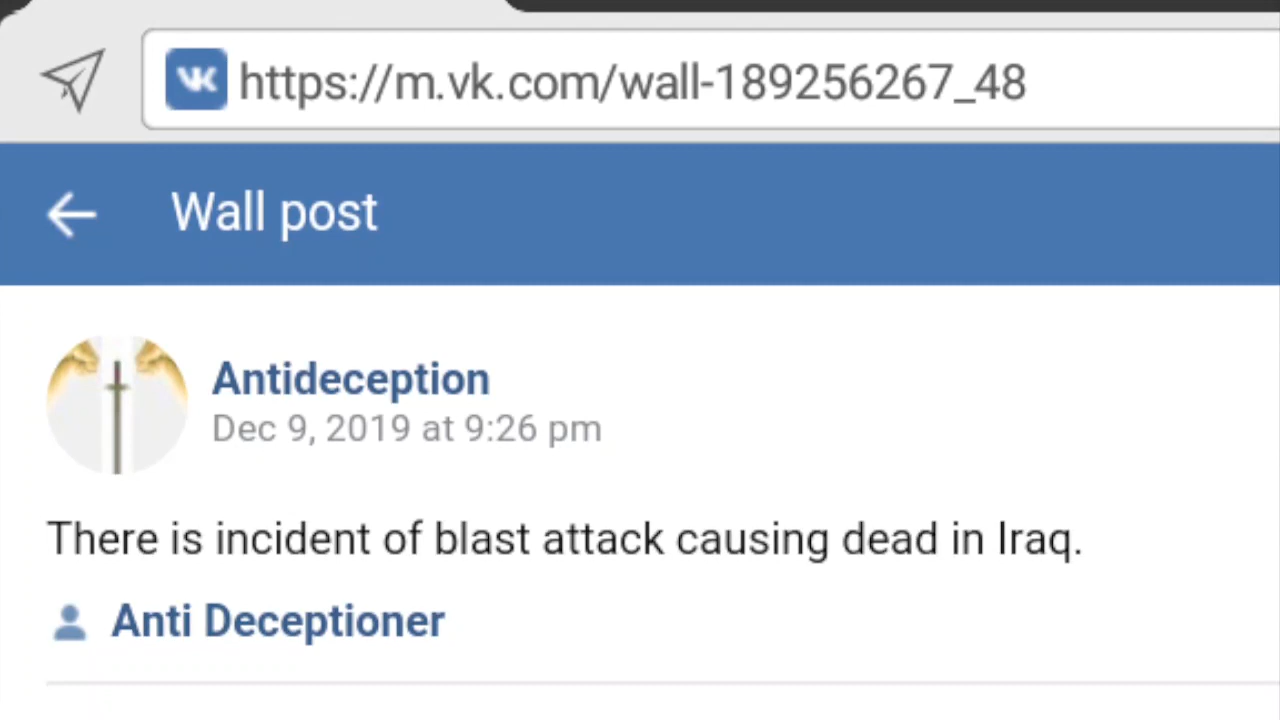 VK https://m.vk.com/wall-189256267_48
Wall post
Antideception
Dec 9, 2019 at 9:26 pm
There is incident of blast attack causing dead in Iraq.
Anti Deceptioner